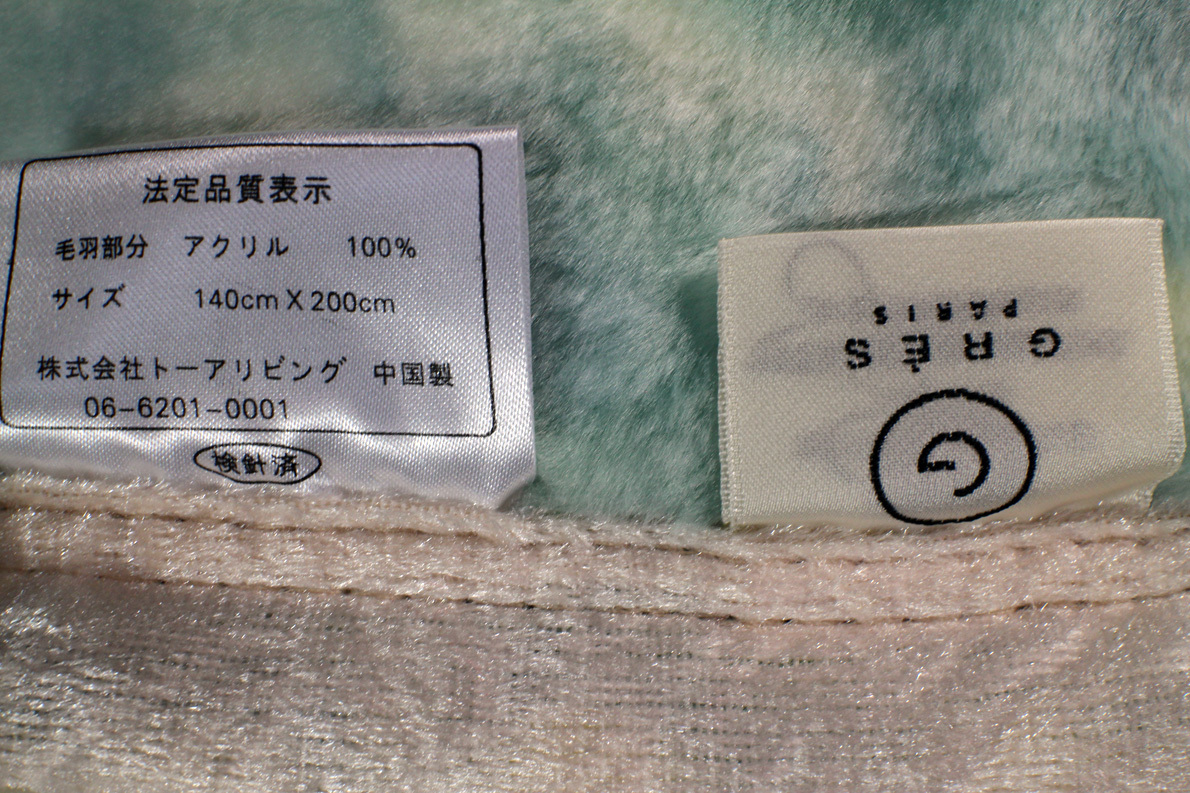 法定品質表示
毛羽部分 アクリル 100%
サイズ 140cm X 200cm
株式会社トーアリビング 中国製
06-6201-0001
検針済
G
GRÈS
PARIS